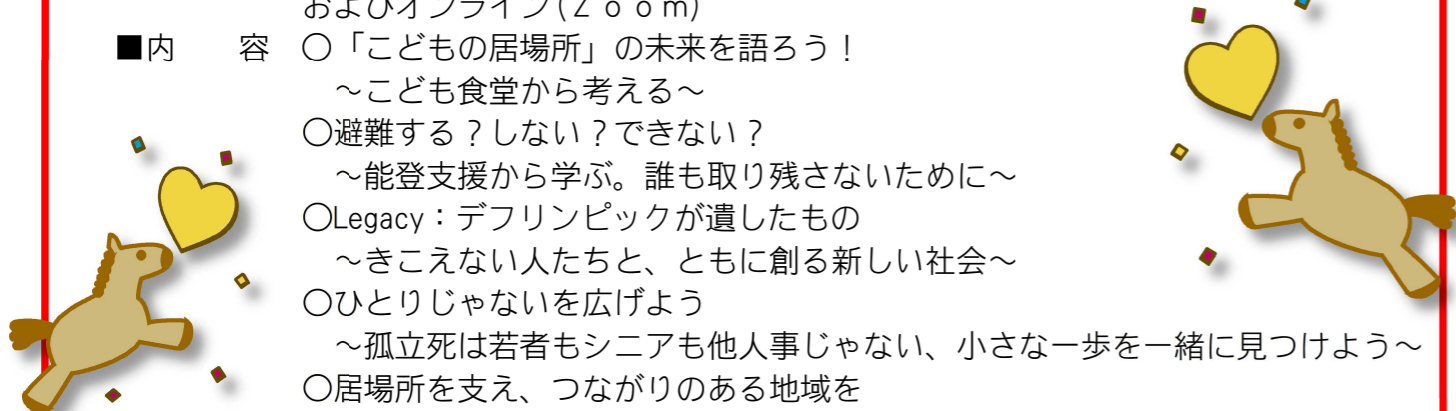 およびオンライン(Ｚｏｏｍ)
■内　　容　○「こどもの居場所」の未来を語ろう！
～こども食堂から考える～
○避難する？しない？できない？
～能登支援から学ぶ。誰も取り残さないために～
○Legacy：デフリンピックが遺したもの
～きこえない人たちと、ともに創る新しい社会～
○ひとりじゃないを広げよう
～孤立死は若者もシニアも他人事じゃない、小さな一歩を一緒に見つけよう～
○居場所を支え、つながりのある地域を